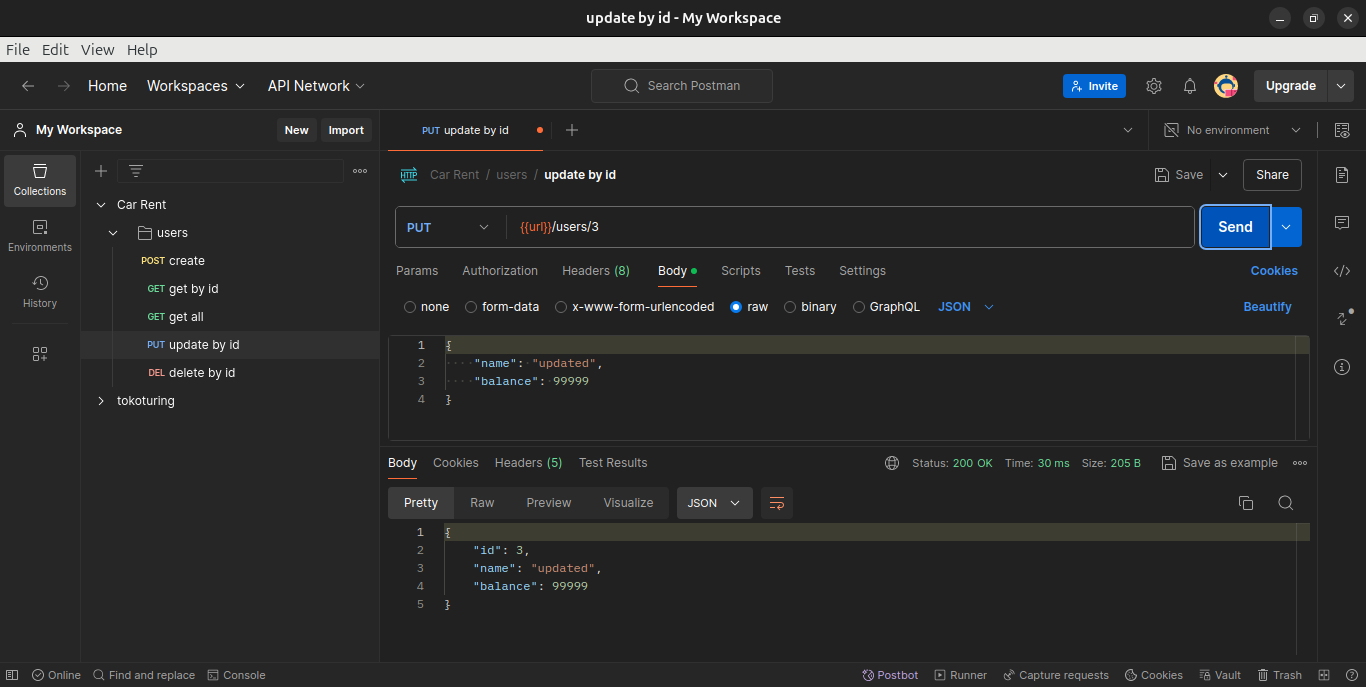 update by id - My Workspace
File Edit View Help
Home Workspaces API Network Search Postman Invite Upgrade
My Workspace New Import
PUT update by id No environment
Collections
Environments
History
Car Rent
users
POST create
GET get by id
GET get all
PUT update by id
DEL delete by id
tokoturing
HTTP Car Rent / users / update by id Save Share
PUT {{url}}/users/3 Send
Params Authorization Headers (8) Body Scripts Tests Settings Cookies
none form-data x-www-form-urlencoded raw binary GraphQL JSON Beautify
1 {
2 ····"name":·"updated",
3 ····"balance":·99999
4 }
Body Cookies Headers (5) Test Results Status: 200 OK Time: 30 ms Size: 205 B Save as example
Pretty Raw Preview Visualize JSON
1 {
2 "id": 3,
3 "name": "updated",
4 "balance": 99999
5 }
Online Find and replace Console Postbot Runner Capture requests Cookies Vault Trash